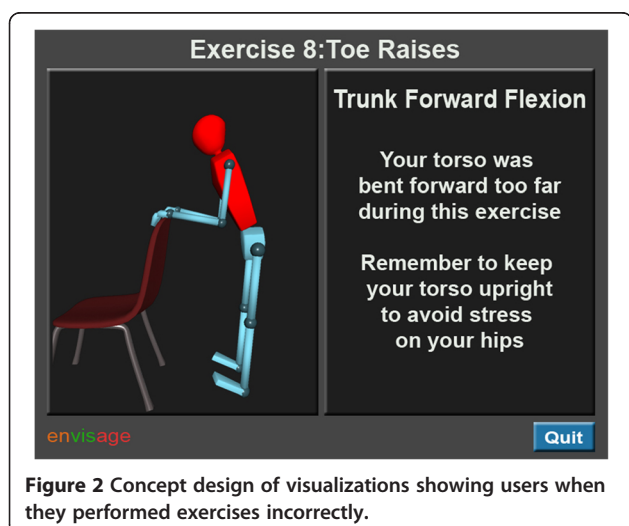 Exercise 8:Toe Raises
Trunk Forward Flexion
Your torso was
bent forward too far
during this exercise
Remember to keep
your torso upright
to avoid stress
on your hips
envisage
Quit
Figure 2 Concept design of visualizations showing users when
they performed exercises incorrectly.